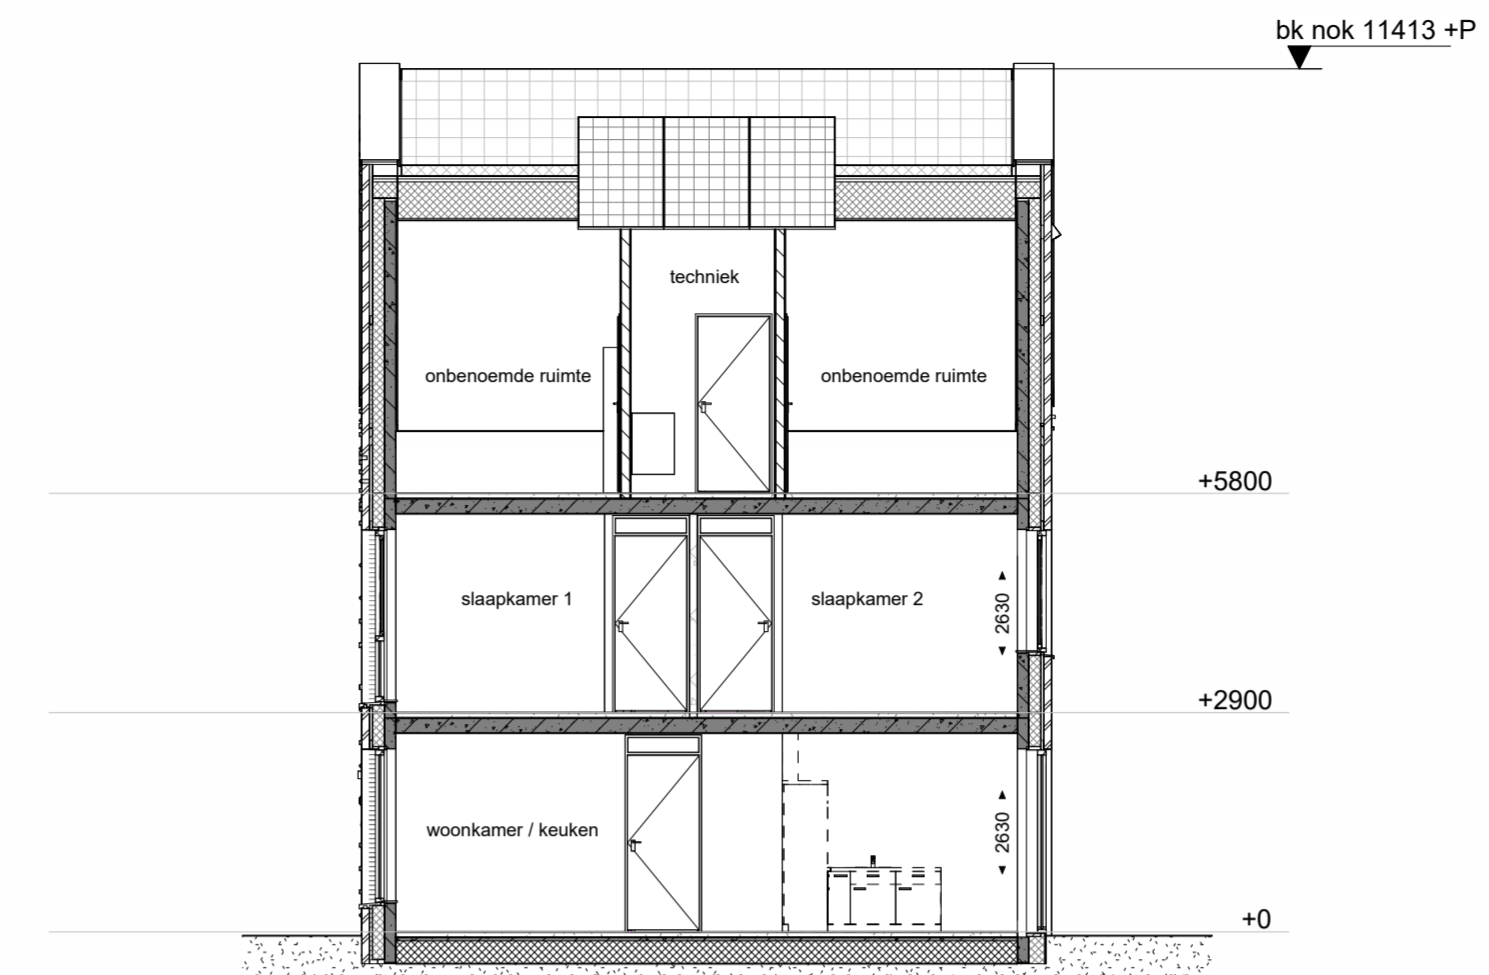 bk nok 11413 +P
techniek
onbenoemde ruimte
onbenoemde ruimte
+5800
slaapkamer 1
slaapkamer 2
2630
+2900
woonkamer / keuken
2630
+0